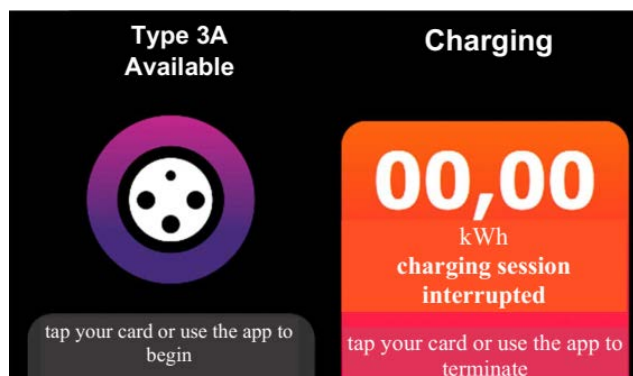 Type 3A
Available
tap your card or use the app to
begin
Charging
00,00
kWh
charging session
interrupted
tap your card or use the app to
terminate